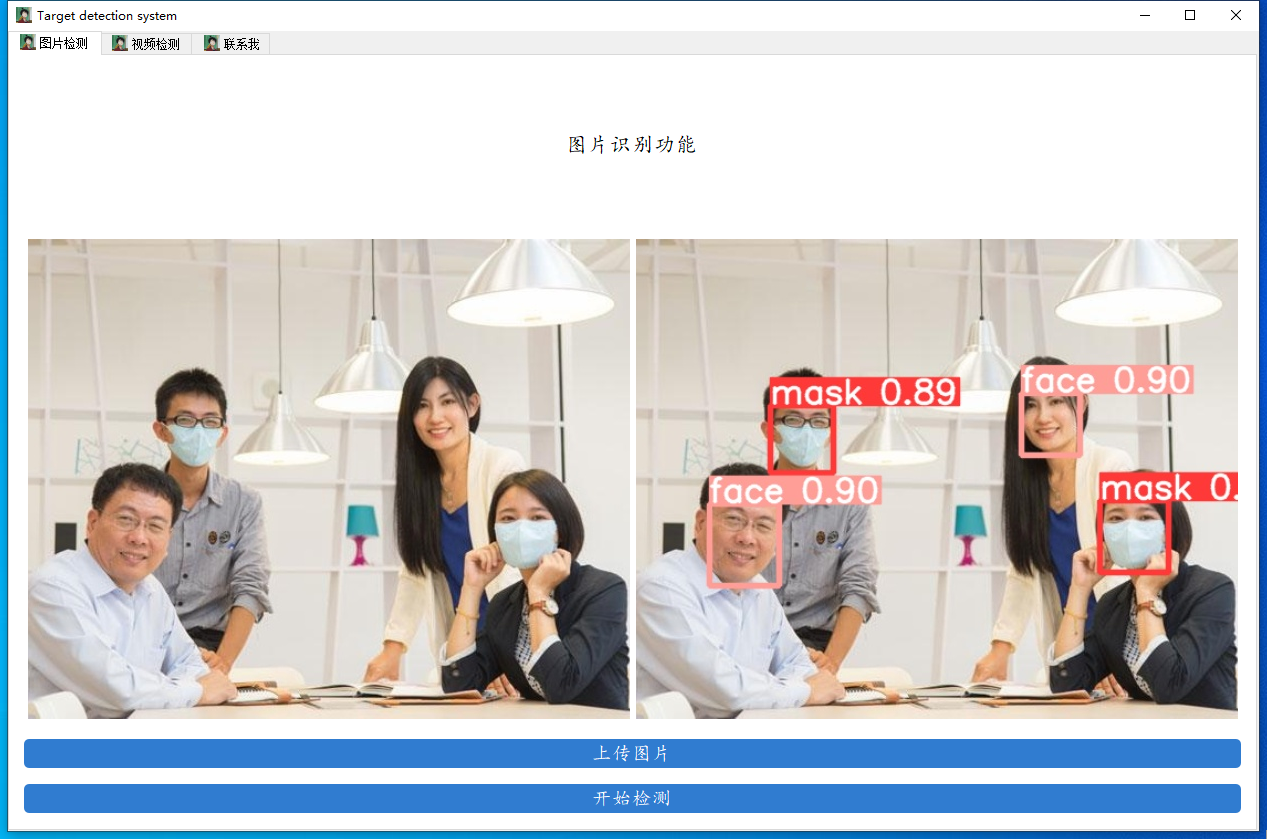 Target detection system
图片检测 视频检测 联系我
图片识别功能
face 0.90
mask 0.89
face 0.90
mask 0.
上传图片
开始检测